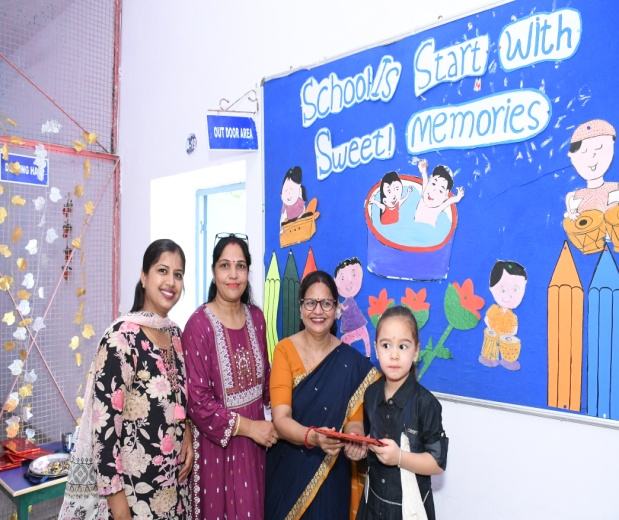 School's Start With
Sweet! Memories
OUT DOOR AREA